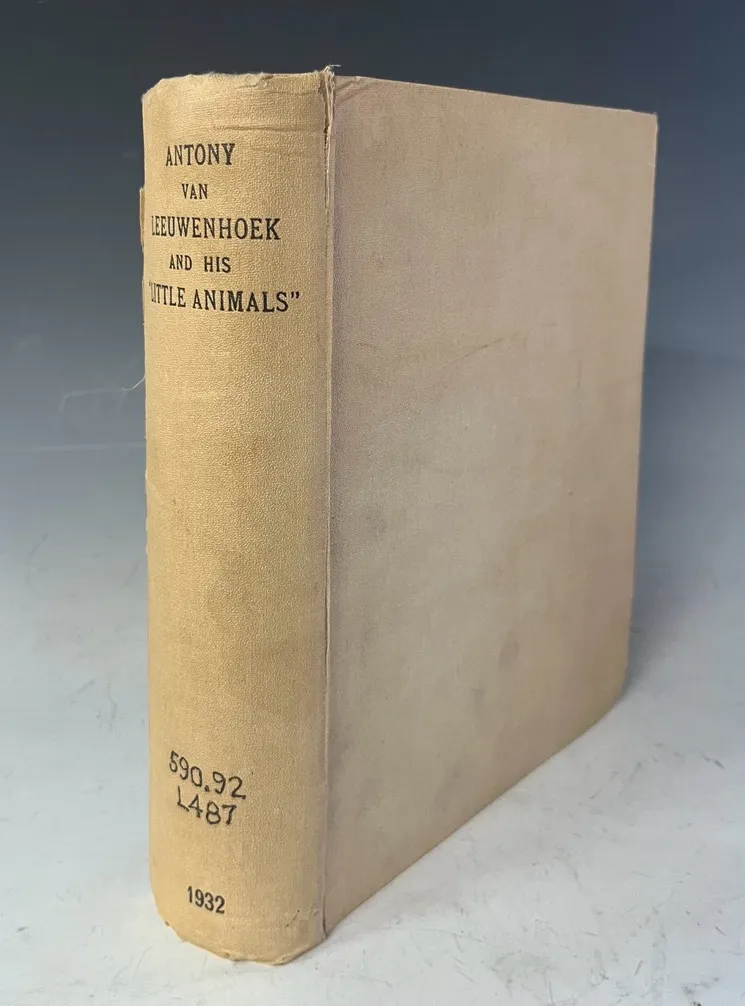 ANTONY
VAN
LEEUWENHOEK
AND HIS
"LITTLE ANIMALS"
590.92
L487
1932